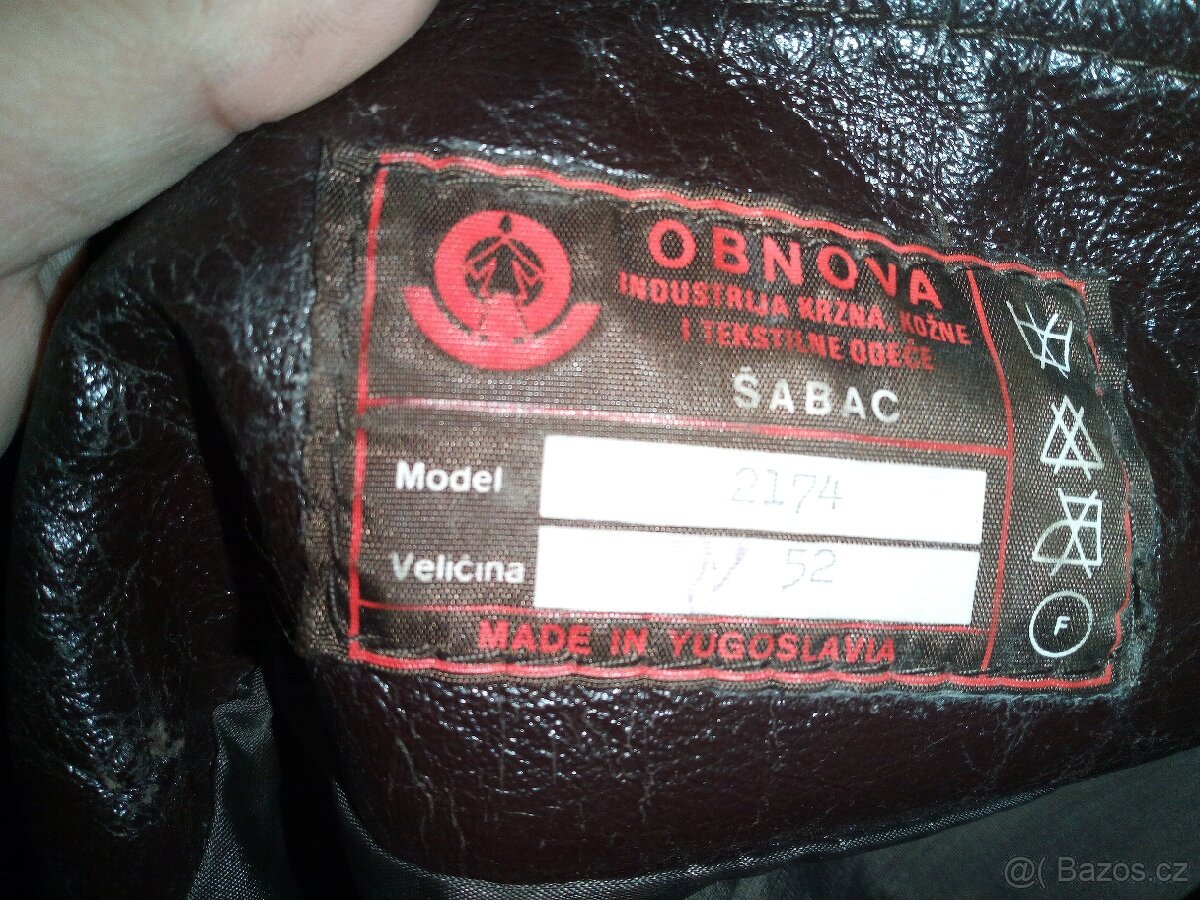 OBNOVA
INDUSTRIJA KRZNA, KOŽNE
I TEKSTILNE ODEĆE
ŠABAC
Model 2174
Veličina 52
MADE IN YUGOSLAVIA
F
@( Bazos.cz